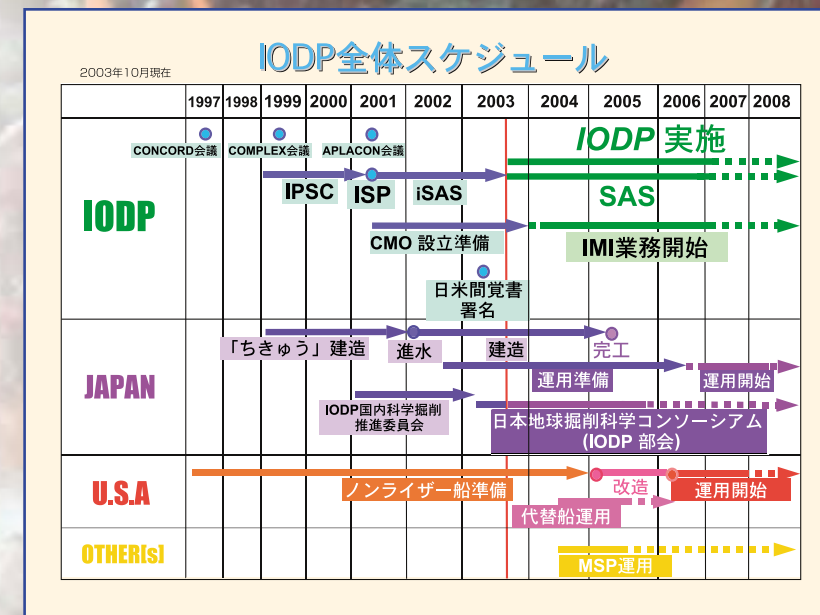 IODP全体スケジュール
2003年10月現在
1997 1998 1999 2000 2001 2002 2003 2004 2005 2006 2007 2008
IODP
CONCORD会議 COMPLEX会議 APLACON会議
IODP 実施
IPSC ISP iSAS SAS
CMO 設立準備 IMI業務開始
日米間覚書
署名
JAPAN
「ちきゅう」建造 進水 建造 完工
運用準備 運用開始
IODP国内科学掘削
推進委員会
日本地球掘削科学コンソーシアム
(IODP 部会)
U.S.A
ノンライザー船準備 改造 運用開始
代替船運用
OTHER[s]
MSP運用